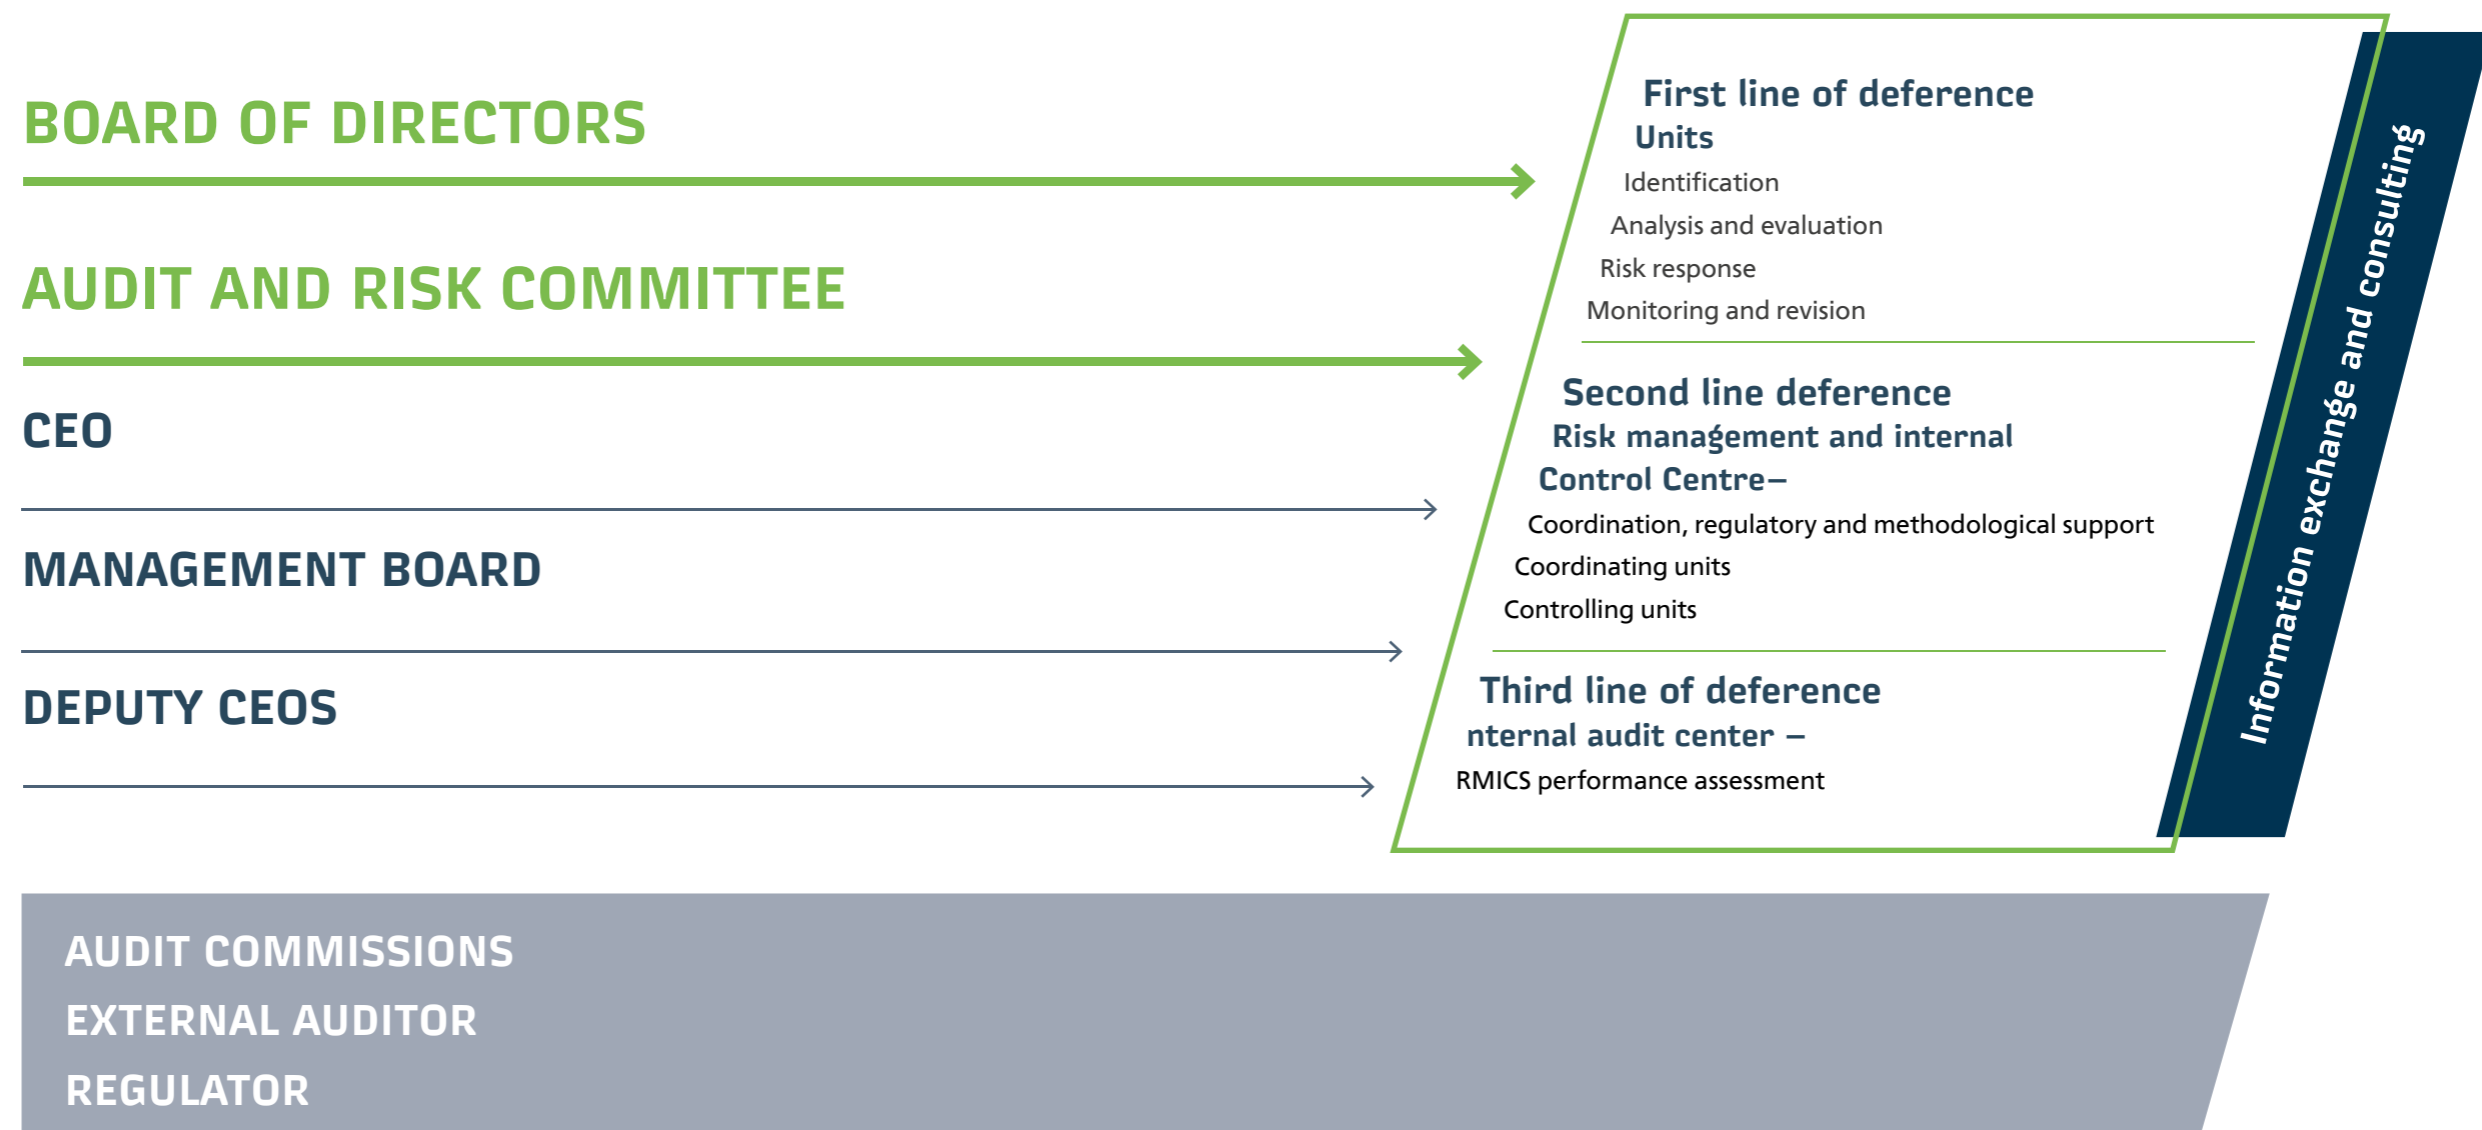 BOARD OF DIRECTORS
AUDIT AND RISK COMMITTEE
CEO
MANAGEMENT BOARD
DEPUTY CEOS
First line of deference
Units
Identification
Analysis and evaluation
Risk response
Monitoring and revision
Second line deference
Risk management and internal
Control Centre–
Coordination, regulatory and methodological support
Coordinating units
Controlling units
Third line of deference
nternal audit center –
RMICS performance assessment
Information exchange and consulting
AUDIT COMMISSIONS
EXTERNAL AUDITOR
REGULATOR